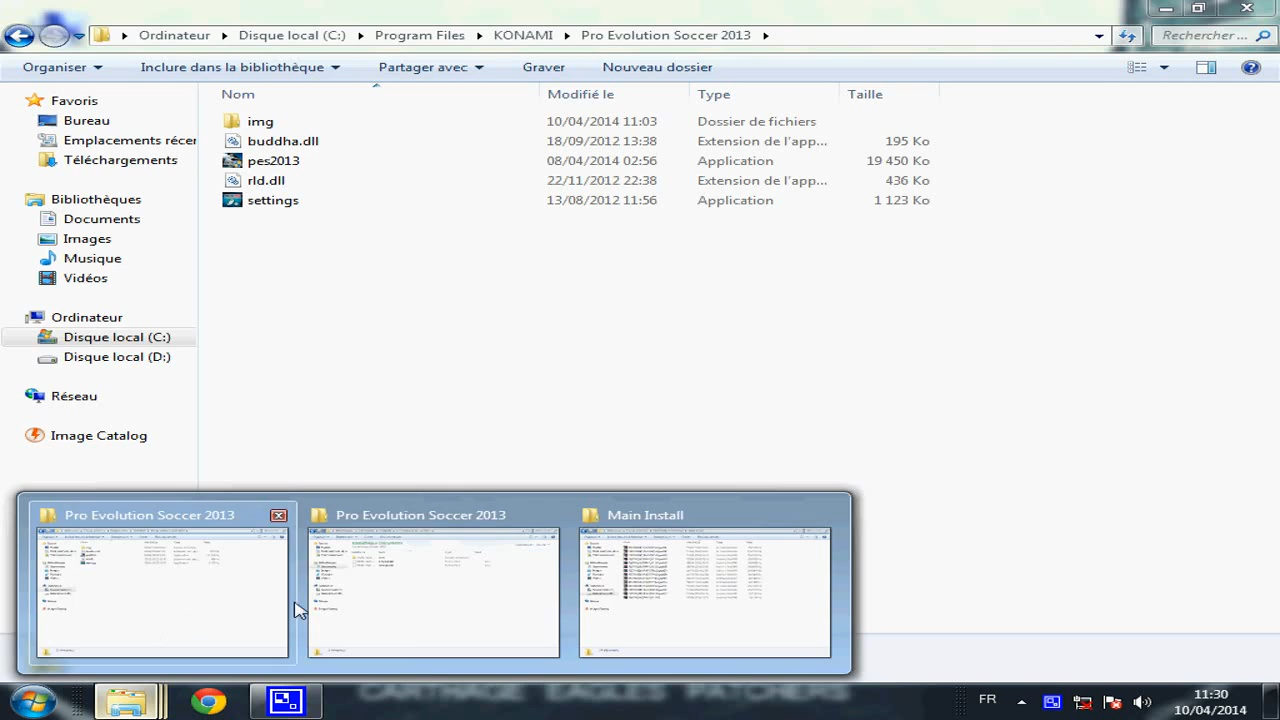 Ordinateur Disque local (C:) Program Files KONAMI Pro Evolution Soccer 2013 Rechercher ...
Organiser Inclure dans la bibliothèque Partager avec Graver Nouveau dossier
Nom Modifié le Type Taille
img 10/04/2014 11:03 Dossier de fichiers
buddha.dll 18/09/2012 13:38 Extension de l'app... 195 Ko
pes2013 08/04/2014 02:56 Application 19 450 Ko
rld.dll 22/11/2012 22:38 Extension de l'app... 436 Ko
settings 13/08/2012 11:56 Application 1 123 Ko
Favoris
Bureau
Emplacements récer
Téléchargements
Bibliothèques
Documents
Images
Musique
Vidéos
Ordinateur
Disque local (C:)
Disque local (D:)
Réseau
Image Catalog
Pro Evolution Soccer 2013 Pro Evolution Soccer 2013 Main Install
FR 11:30
10/04/2014